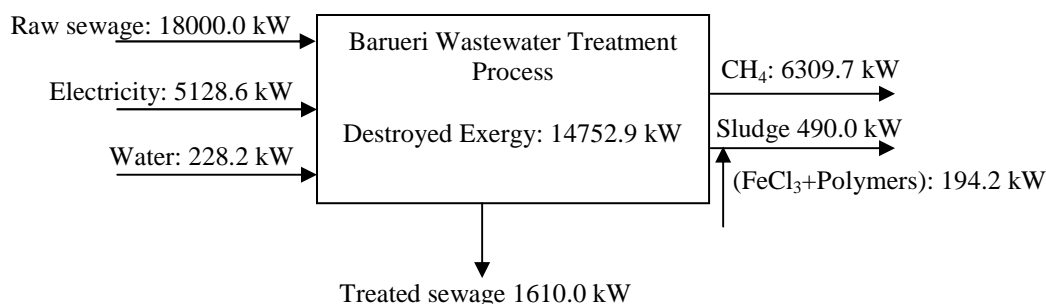 Raw sewage: 18000.0 kW
Electricity: 5128.6 kW
Water: 228.2 kW
Barueri Wastewater Treatment
Process
Destroyed Exergy: 14752.9 kW
CH₄: 6309.7 kW
Sludge 490.0 kW
(FeCl₃+Polymers): 194.2 kW
Treated sewage 1610.0 kW